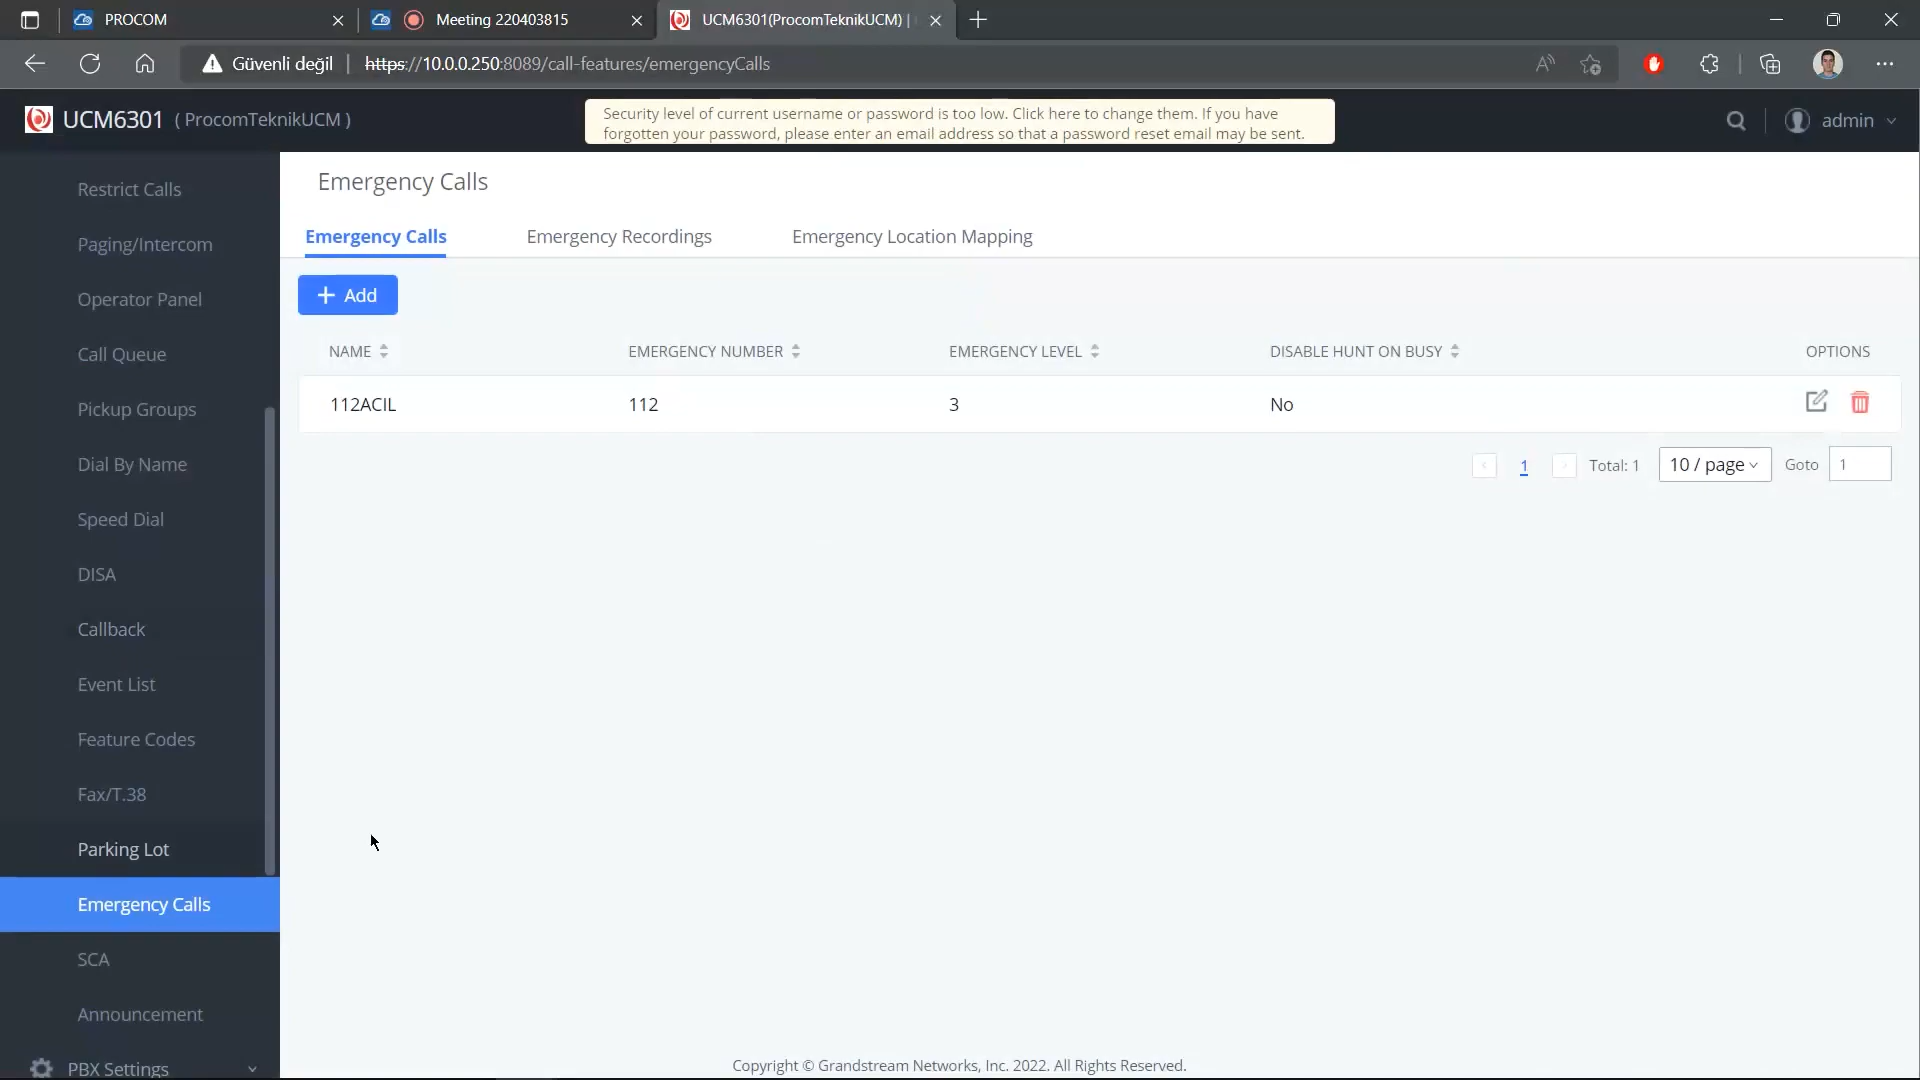 PROCOM
Meeting 220403815
UCM6301(ProcomTeknikUCM) |
Güvenli değil
https://10.0.0.250:8089/call-features/emergencyCalls
UCM6301 ( ProcomTeknikUCM )
Security level of current username or password is too low. Click here to change them. If you have
forgotten your password, please enter an email address so that a password reset email may be sent.
admin
Restrict Calls
Paging/Intercom
Operator Panel
Call Queue
Pickup Groups
Dial By Name
Speed Dial
DISA
Callback
Event List
Feature Codes
Fax/T.38
Parking Lot
Emergency Calls
SCA
Announcement
PBX Settings
Emergency Calls
Emergency Calls Emergency Recordings Emergency Location Mapping
+ Add
NAME EMERGENCY NUMBER EMERGENCY LEVEL DISABLE HUNT ON BUSY OPTIONS
112ACIL 112 3 No
< 1 > Total: 1 10 / page Goto 1
Copyright © Grandstream Networks, Inc. 2022. All Rights Reserved.